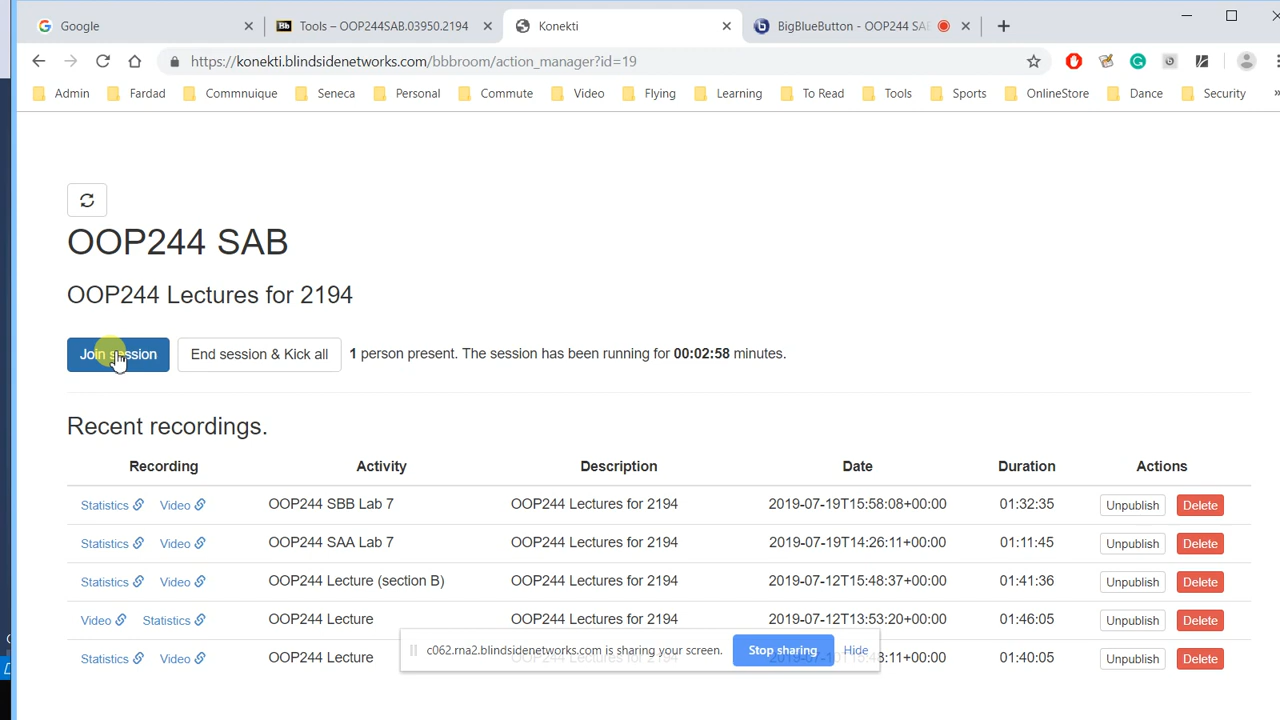 Google
Tools – OOP244SAB.03950.2194
Konekti
BigBlueButton - OOP244 SAB
https://konekti.blindsidenetworks.com/bbbroom/action_manager?id=19
Admin Fardad Commnuique Seneca Personal Commute Video Flying Learning To Read Tools Sports OnlineStore Dance Security »
OOP244 SAB
OOP244 Lectures for 2194
Join session End session & Kick all 1 person present. The session has been running for 00:02:58 minutes.
Recent recordings.
Recording Activity Description Date Duration Actions
Statistics Video OOP244 SBB Lab 7 OOP244 Lectures for 2194 2019-07-19T15:58:08+00:00 01:32:35 Unpublish Delete
Statistics Video OOP244 SAA Lab 7 OOP244 Lectures for 2194 2019-07-19T14:26:11+00:00 01:11:45 Unpublish Delete
Statistics Video OOP244 Lecture (section B) OOP244 Lectures for 2194 2019-07-12T15:48:37+00:00 01:41:36 Unpublish Delete
Video Statistics OOP244 Lecture OOP244 Lectures for 2194 2019-07-12T13:53:20+00:00 01:46:05 Unpublish Delete
Statistics Video OOP244 Lecture 8:11+00:00 01:40:05 Unpublish Delete
c062.rna2.blindsidenetworks.com is sharing your screen. Stop sharing Hide